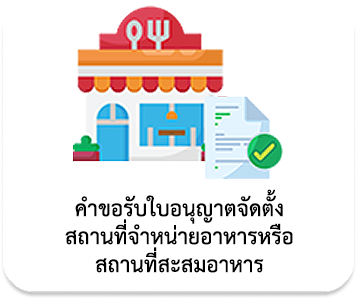 คำขอรับใบอนุญาตจัดตั้ง
สถานที่จำหน่ายอาหารหรือ
สถานที่สะสมอาหาร